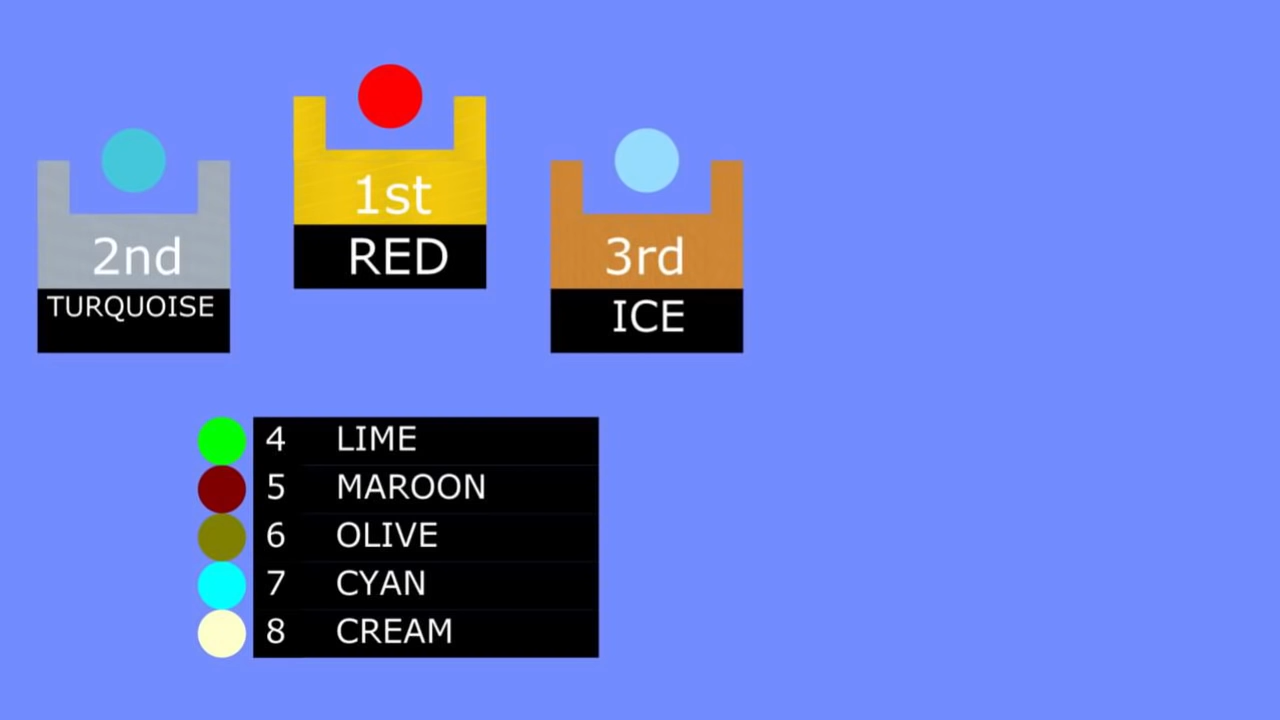 1st
RED
2nd
TURQUOISE
3rd
ICE
4 LIME
5 MAROON
6 OLIVE
7 CYAN
8 CREAM